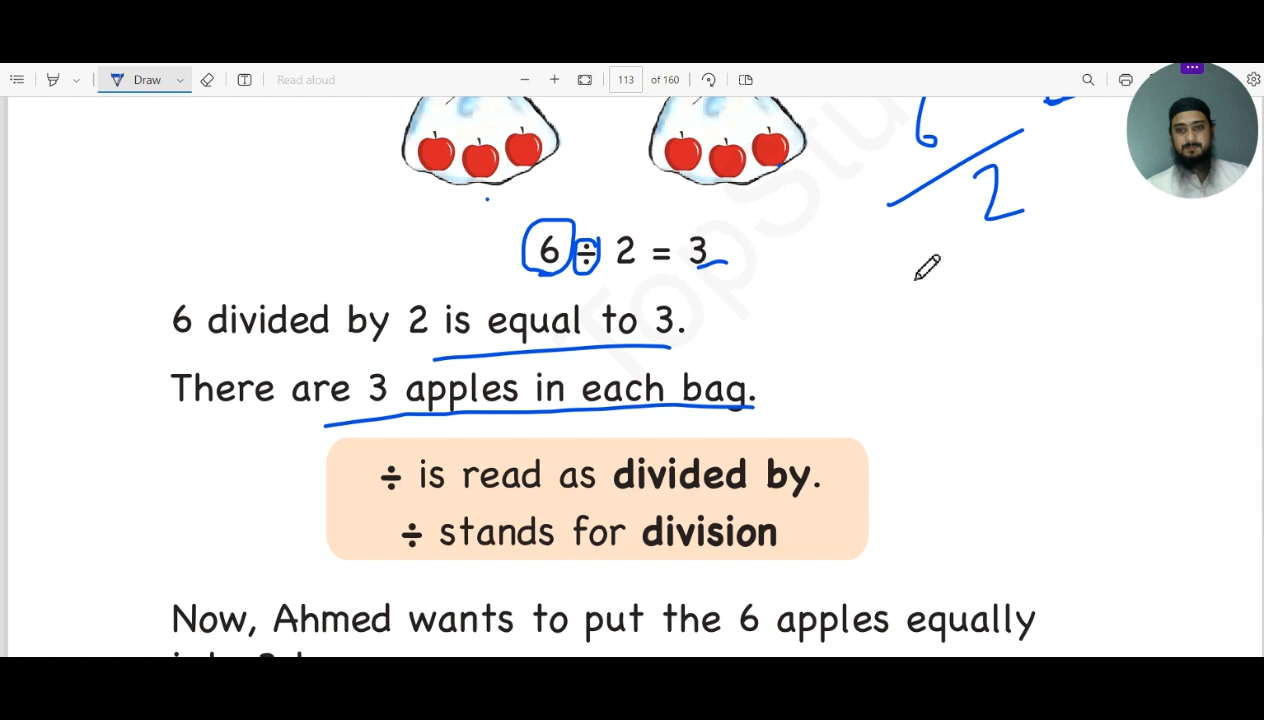 Draw
Read aloud
113 of 160
6
2
6 ÷ 2 = 3
6 divided by 2 is equal to 3.
There are 3 apples in each bag.
÷ is read as divided by.
÷ stands for division
Now, Ahmed wants to put the 6 apples equally